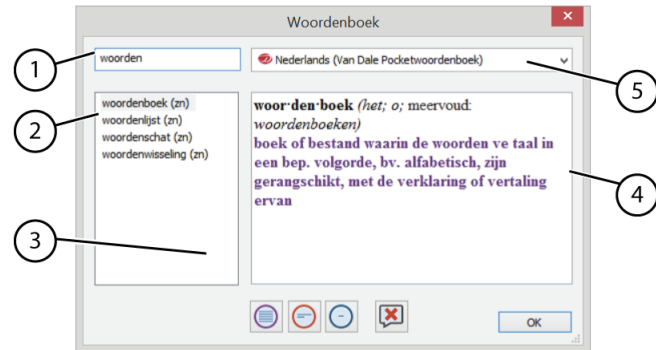 Woordenboek
1
woorden
Nederlands (Van Dale Pocketwoordenboek)
5
2
woordenboek (zn)
woordenlijst (zn)
woordenschat (zn)
woordenwisseling (zn)
3
woor·den·boek (het; o; meervoud:
woordenboeken)
boek of bestand waarin de woorden ve taal in
een bep. volgorde, bv. alfabetisch, zijn
gerangschikt, met de verklaring of vertaling
ervan
4
OK